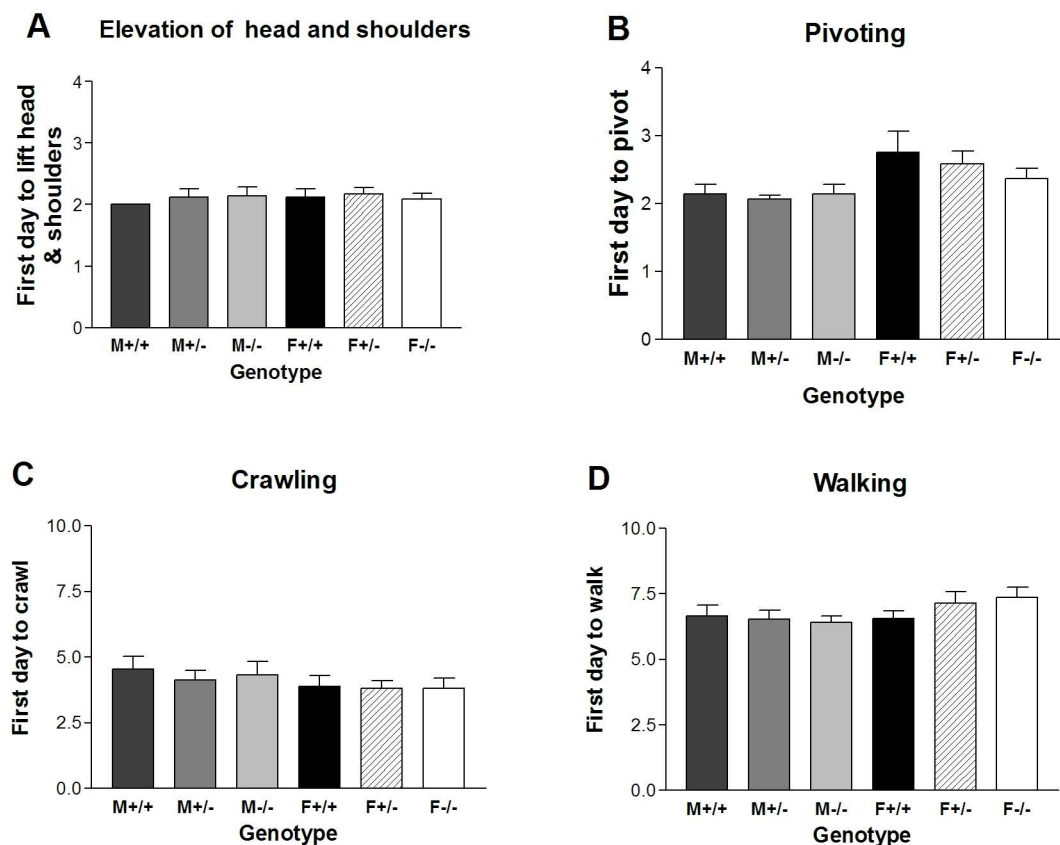 A Elevation of head and shoulders
First day to lift head
& shoulders
4
3
2
1
0
M+/+ M+/- M-/- F+/+ F+/- F-/-
Genotype
B Pivoting
First day to pivot
4
3
2
1
0
M+/+ M+/- M-/- F+/+ F+/- F-/-
Genotype
C Crawling
First day to crawl
10.0
7.5
5.0
2.5
0.0
M+/+ M+/- M-/- F+/+ F+/- F-/-
Genotype
D Walking
First day to walk
10.0
7.5
5.0
2.5
0.0
M+/+ M+/- M-/- F+/+ F+/- F-/-
Genotype